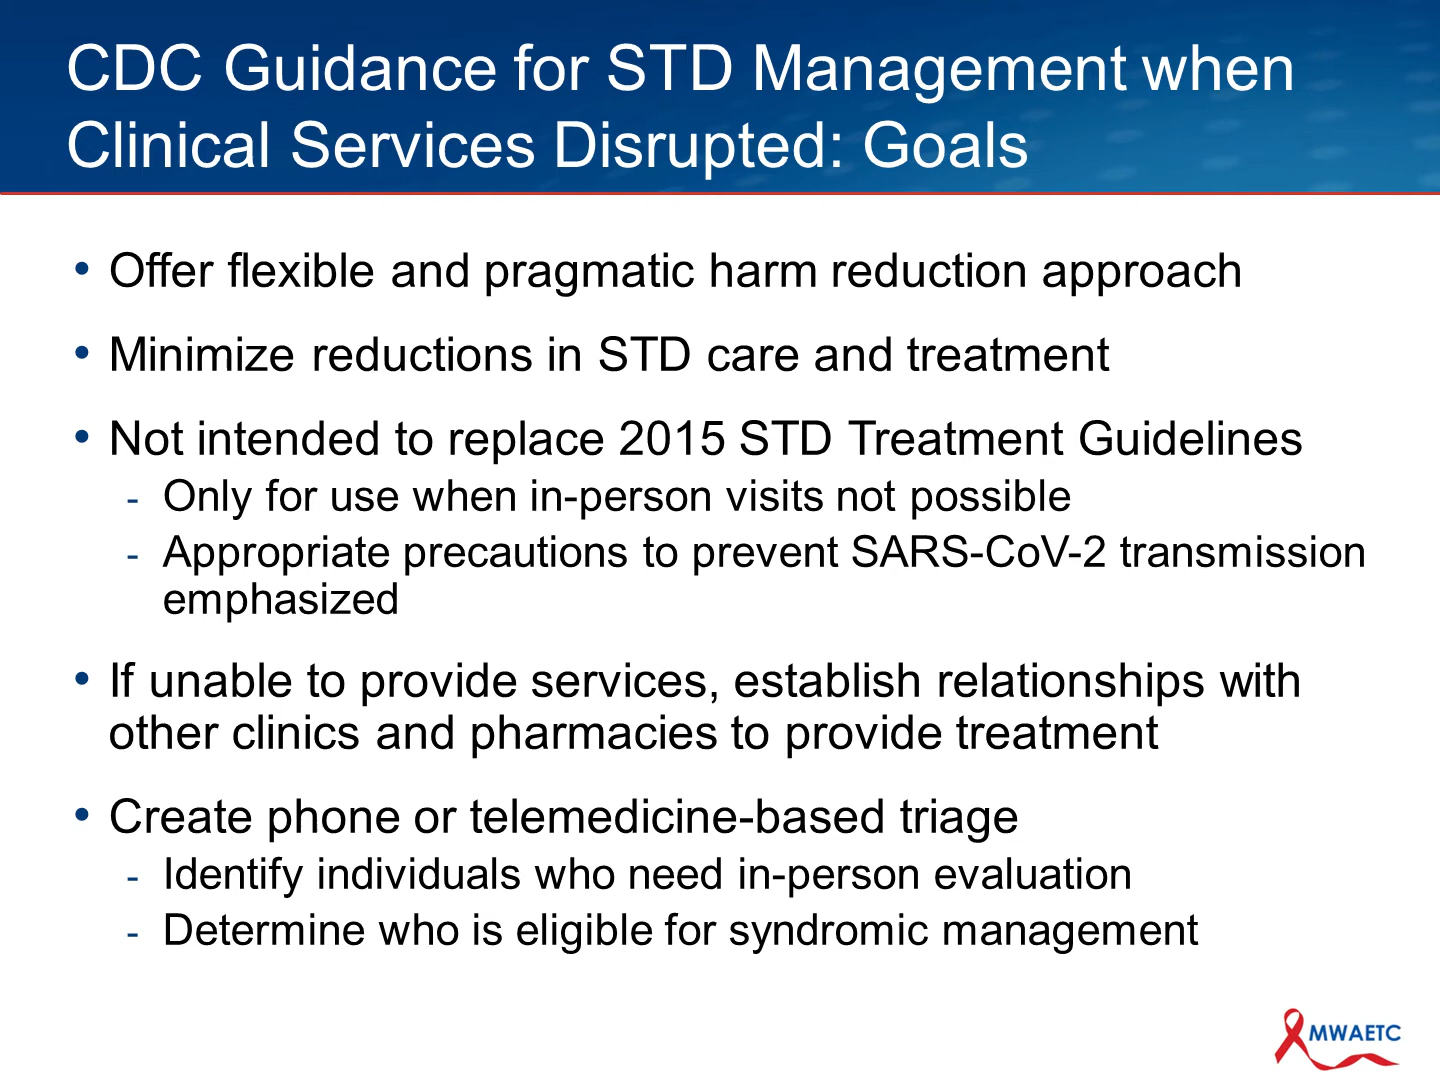 CDC Guidance for STD Management when
Clinical Services Disrupted: Goals
• Offer flexible and pragmatic harm reduction approach
• Minimize reductions in STD care and treatment
• Not intended to replace 2015 STD Treatment Guidelines
- Only for use when in-person visits not possible
- Appropriate precautions to prevent SARS-CoV-2 transmission
emphasized
• If unable to provide services, establish relationships with
other clinics and pharmacies to provide treatment
• Create phone or telemedicine-based triage
- Identify individuals who need in-person evaluation
- Determine who is eligible for syndromic management
MWAETC